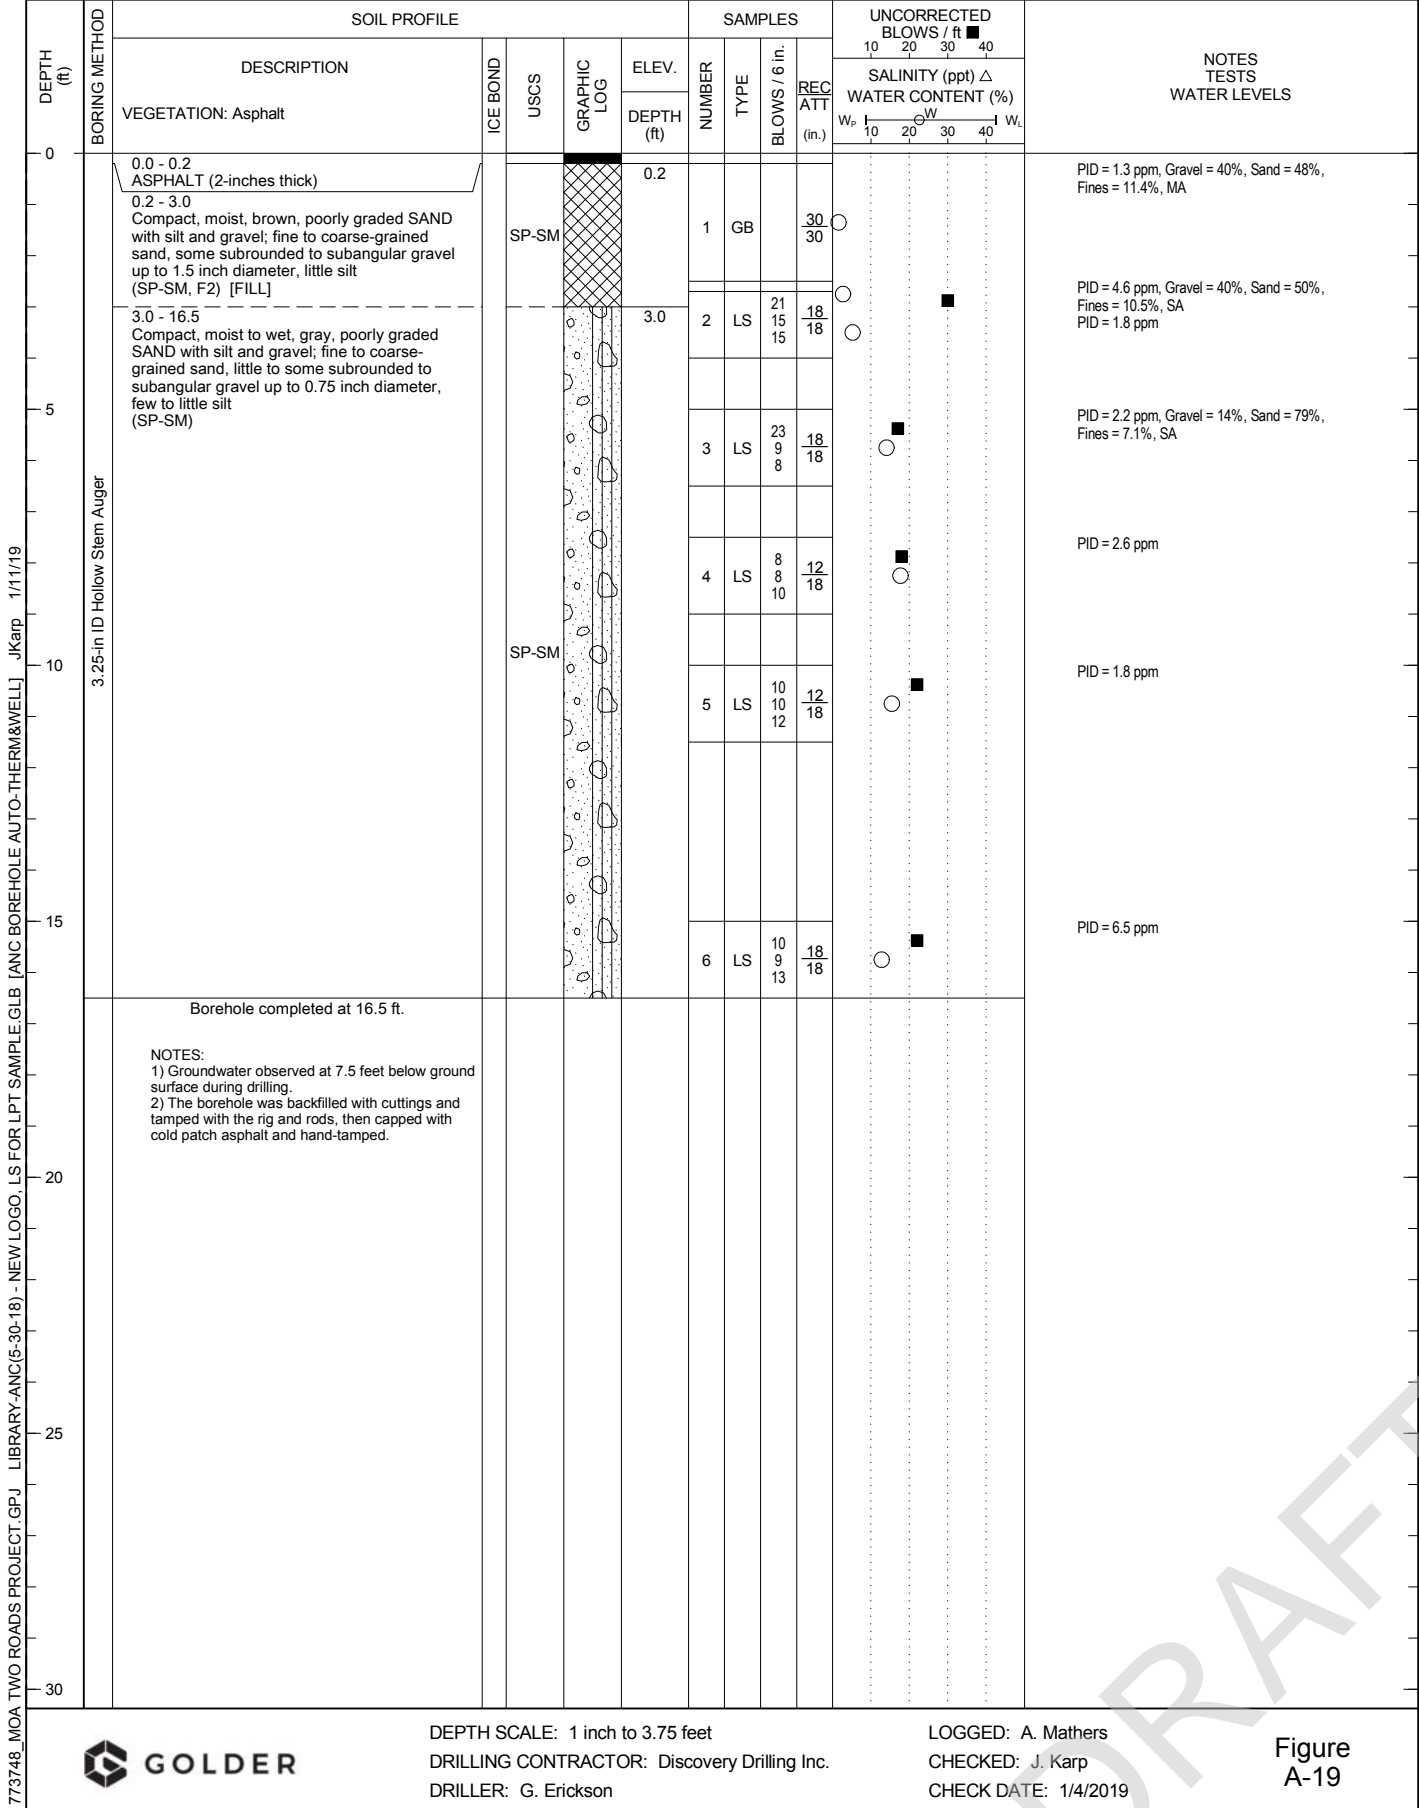 DEPTH
(ft)
BORING METHOD
SOIL PROFILE
SAMPLES
UNCORRECTED
BLOWS / ft ■
10 20 30 40
NOTES
TESTS
WATER LEVELS
DESCRIPTION
VEGETATION: Asphalt
ICE BOND
USCS
GRAPHIC
LOG
ELEV.
DEPTH
(ft)
NUMBER
TYPE
BLOWS / 6 in.
REC
ATT
(in.)
SALINITY (ppt) △
WATER CONTENT (%)
WP W WL
10 20 30 40
0
0.0 - 0.2
ASPHALT (2-inches thick)
0.2
0.2 - 3.0
Compact, moist, brown, poorly graded SAND
with silt and gravel; fine to coarse-grained
sand, some subrounded to subangular gravel
up to 1.5 inch diameter, little silt
(SP-SM, F2) [FILL]
SP-SM
1 GB 30
30
PID = 1.3 ppm, Gravel = 40%, Sand = 48%,
Fines = 11.4%, MA
3.0 - 16.5
Compact, moist to wet, gray, poorly graded
SAND with silt and gravel; fine to coarse-
grained sand, little to some subrounded to
subangular gravel up to 0.75 inch diameter,
few to little silt
(SP-SM)
3.0
2 LS 21
15
15
18
18
PID = 4.6 ppm, Gravel = 40%, Sand = 50%,
Fines = 10.5%, SA
PID = 1.8 ppm
5
3 LS 23
9
8
18
18
PID = 2.2 ppm, Gravel = 14%, Sand = 79%,
Fines = 7.1%, SA
3.25-in ID Hollow Stem Auger
4 LS 8
8
10
12
18
PID = 2.6 ppm
SP-SM
10
5 LS 10
10
12
12
18
PID = 1.8 ppm
15
6 LS 10
9
13
18
18
PID = 6.5 ppm
Borehole completed at 16.5 ft.
NOTES:
1) Groundwater observed at 7.5 feet below ground
surface during drilling.
2) The borehole was backfilled with cuttings and
tamped with the rig and rods, then capped with
cold patch asphalt and hand-tamped.
20
25
30
773748_MOA TWO ROADS PROJECT.GPJ LIBRARY-ANC(5-30-18) - NEW LOGO, LS FOR LPT SAMPLE.GLB [ANC BOREHOLE AUTO-THERM&WELL] JKarp 1/11/19
DRAFT
GOLDER
DEPTH SCALE: 1 inch to 3.75 feet
DRILLING CONTRACTOR: Discovery Drilling Inc.
DRILLER: G. Erickson
LOGGED: A. Mathers
CHECKED: J. Karp
CHECK DATE: 1/4/2019
Figure
A-19